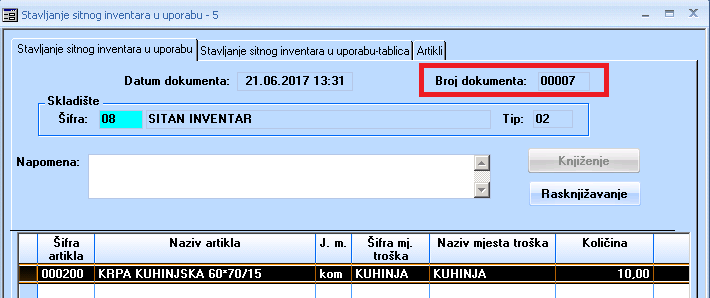 Stavljanje sitnog inventara u uporabu - 5
Stavljanje sitnog inventara u uporabu Stavljanje sitnog inventara u uporabu-tablica Artikli
Datum dokumenta: 21.06.2017 13:31 Broj dokumenta: 00007
Skladište
Šifra: 08 SITAN INVENTAR Tip: 02
Napomena: Knjiženje
Rasknjižavanje
Šifra artikla Naziv artikla J. m. Šifra mj. troška Naziv mjesta troška Količina
000200 KRPA KUHINJSKA 60*70/15 kom KUHINJA KUHINJA 10,00